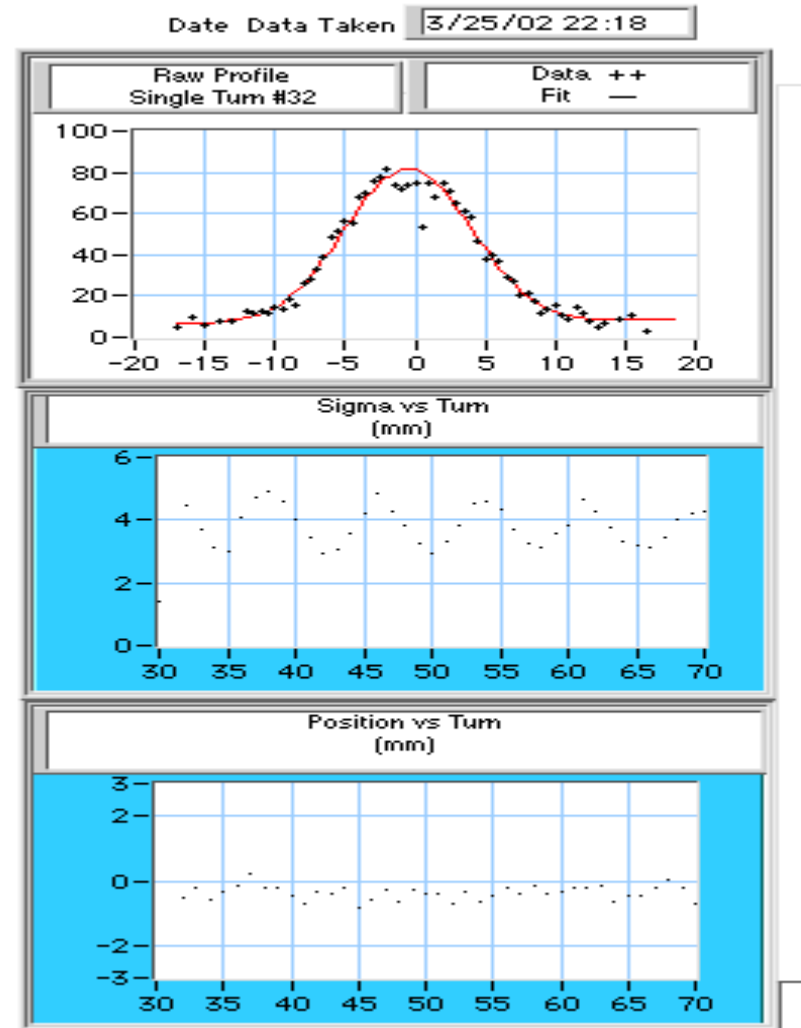 Date Data Taken 3/25/02 22:18
Raw Profile
Single Turn #32
Data ++
Fit —
100
80
60
40
20
0
-20 -15 -10 -5 0 5 10 15 20
Sigma vs Turn
(mm)
6
4
2
0
30 35 40 45 50 55 60 65 70
Position vs Turn
(mm)
3
2
0
-2
-3
30 35 40 45 50 55 60 65 70